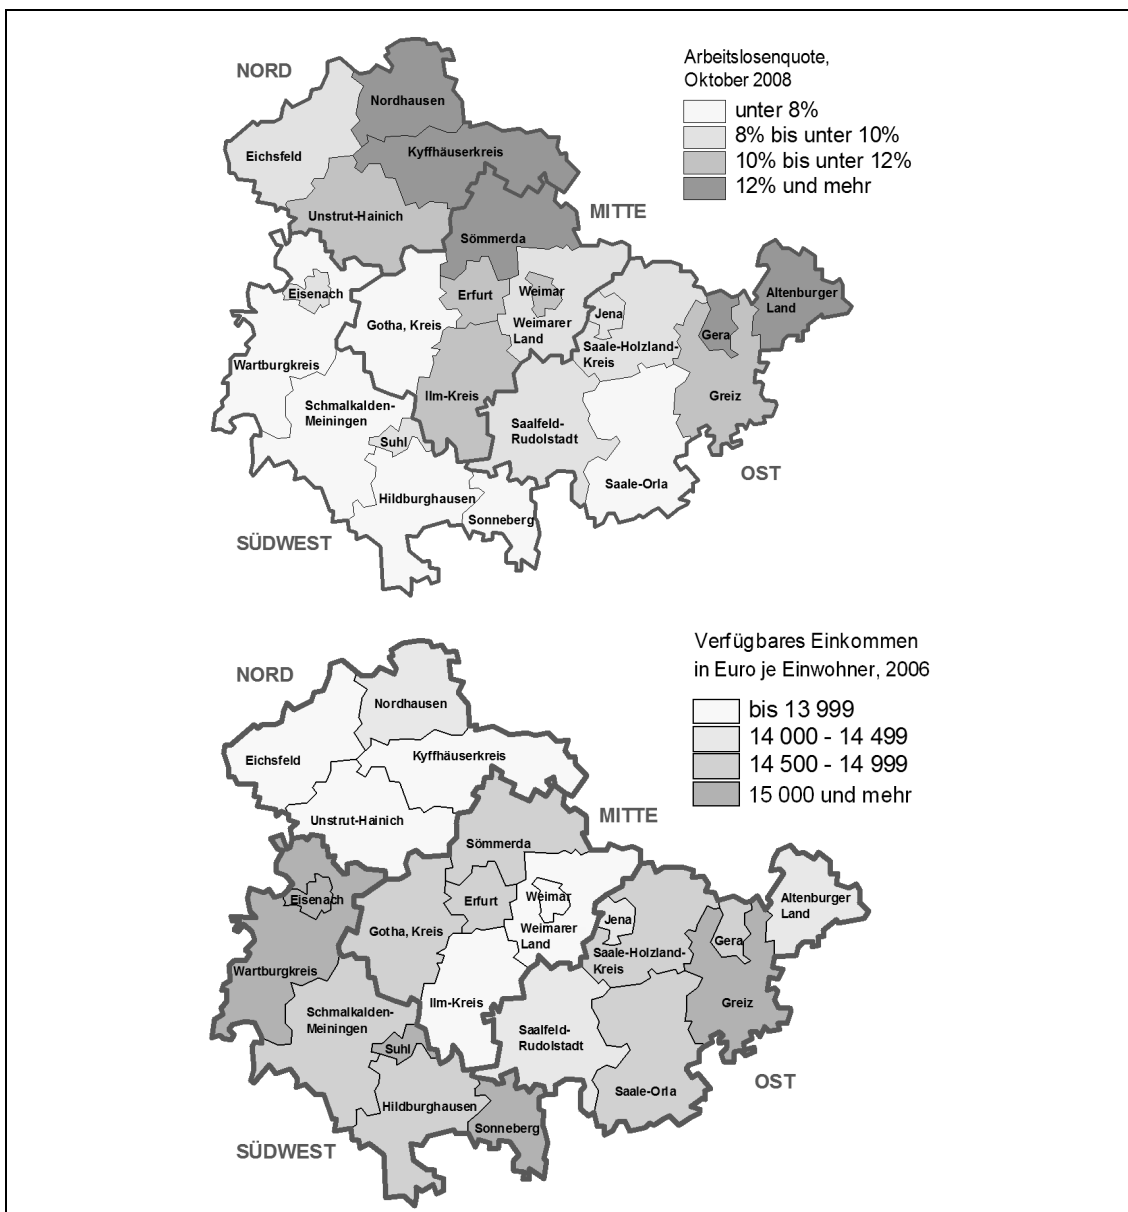 Arbeitslosenquote,
Oktober 2008
unter 8%
8% bis unter 10%
10% bis unter 12%
12% und mehr
NORD
Nordhausen
Eichsfeld
Kyffhäuserkreis
Unstrut-Hainich
MITTE
Sömmerda
Eisenach
Erfurt
Weimar
Altenburger
Land
Gotha, Kreis
Weimarer
Land
Jena
Gera
Saale-Holzland-
Kreis
Wartburgkreis
Ilm-Kreis
Greiz
Schmalkalden-
Meiningen
Saalfeld-
Rudolstadt
Suhl
OST
Saale-Orla
Hildburghausen
Sonneberg
SÜDWEST
Verfügbares Einkommen
in Euro je Einwohner, 2006
bis 13 999
14 000 - 14 499
14 500 - 14 999
15 000 und mehr
NORD
Nordhausen
Eichsfeld
Kyffhäuserkreis
Unstrut-Hainich
MITTE
Sömmerda
Eisenach
Erfurt
Weimar
Altenburger
Land
Gotha, Kreis
Weimarer
Land
Jena
Gera
Saale-Holzland-
Kreis
Wartburgkreis
Ilm-Kreis
Greiz
Schmalkalden-
Meiningen
Saalfeld-
Rudolstadt
Suhl
OST
Saale-Orla
Hildburghausen
Sonneberg
SÜDWEST